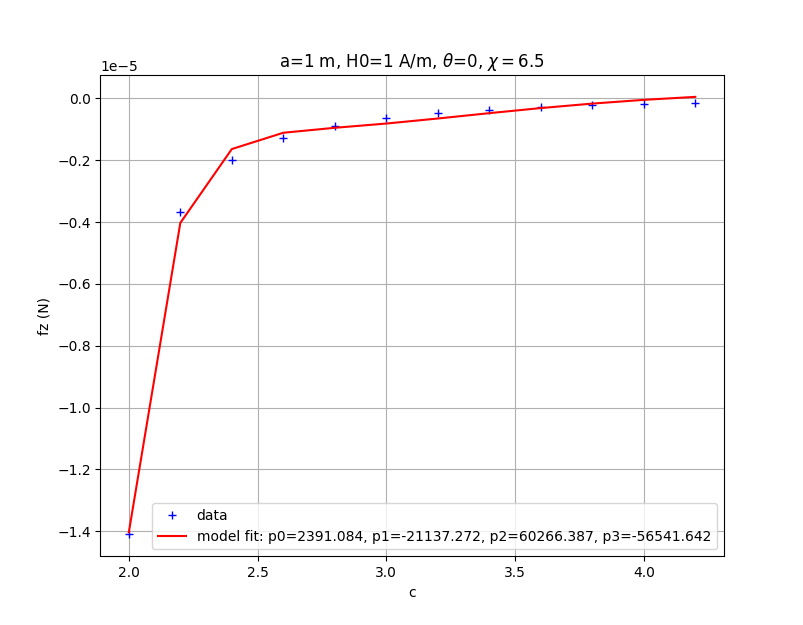 a=1 m, H0=1 A/m, θ=0, χ = 6.5
1e−5
0.0
−0.2
−0.4
−0.6
−0.8
−1.0
−1.2
−1.4
fz (N)
data
model fit: p0=2391.084, p1=-21137.272, p2=60266.387, p3=-56541.642
2.0 2.5 3.0 3.5 4.0
c